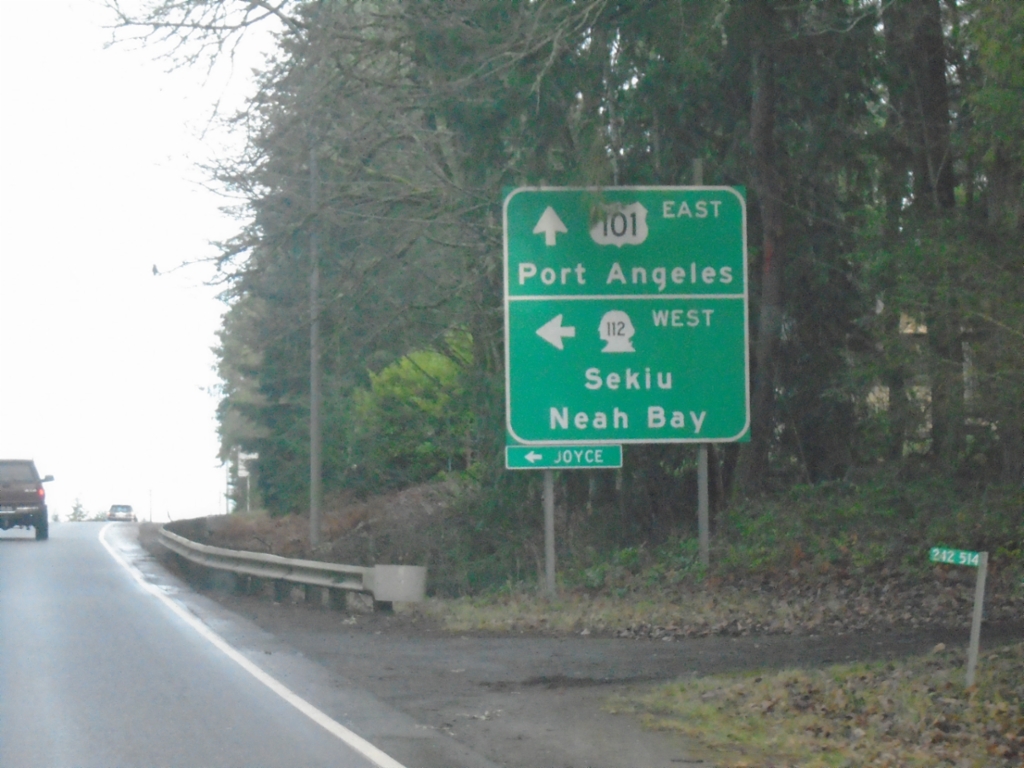 101 EAST
Port Angeles
112 WEST
Sekiu
Neah Bay
JOYCE
242 514